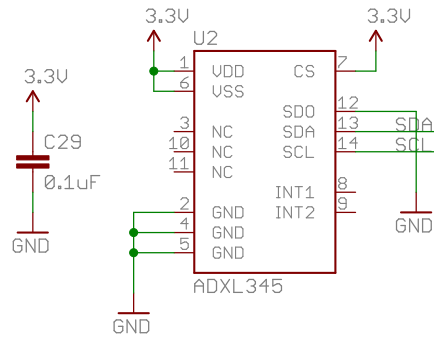 3.3V
3.3V
U2
1
VDD
CS
7
6
VSS
3.3V
SDO
12
3
NC
SDA
13
SDA
C29
10
NC
SCL
14
SCL
11
NC
0.1uF
INT1
8
2
GND
INT2
9
4
GND
GND
GND
5
GND
ADXL345
GND